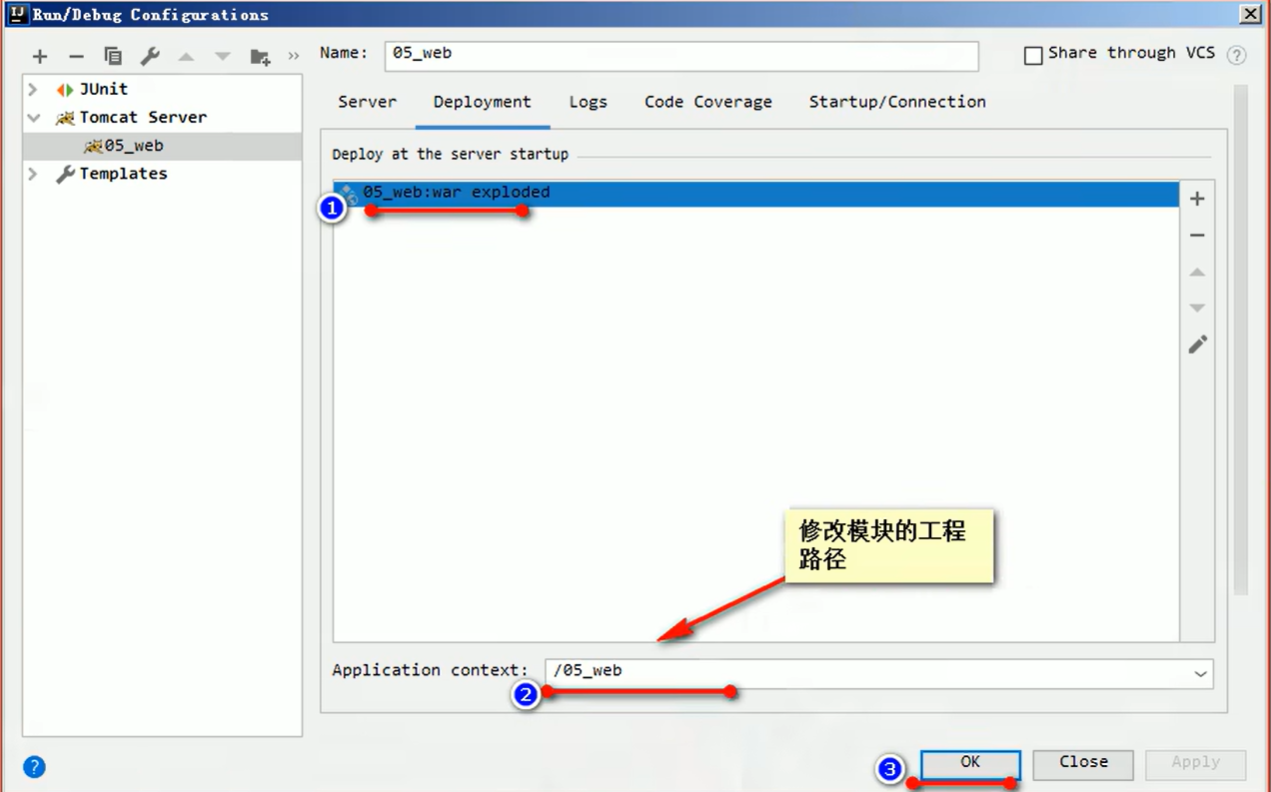 Run/Debug Configurations
Name: 05_web
Share through VCS ?
JUnit
Tomcat Server
05_web
Templates
Server Deployment Logs Code Coverage Startup/Connection
Deploy at the server startup
05_web:war exploded
1
修改模块的工程
路径
Application context: /05_web
2
?
3
OK Close Apply